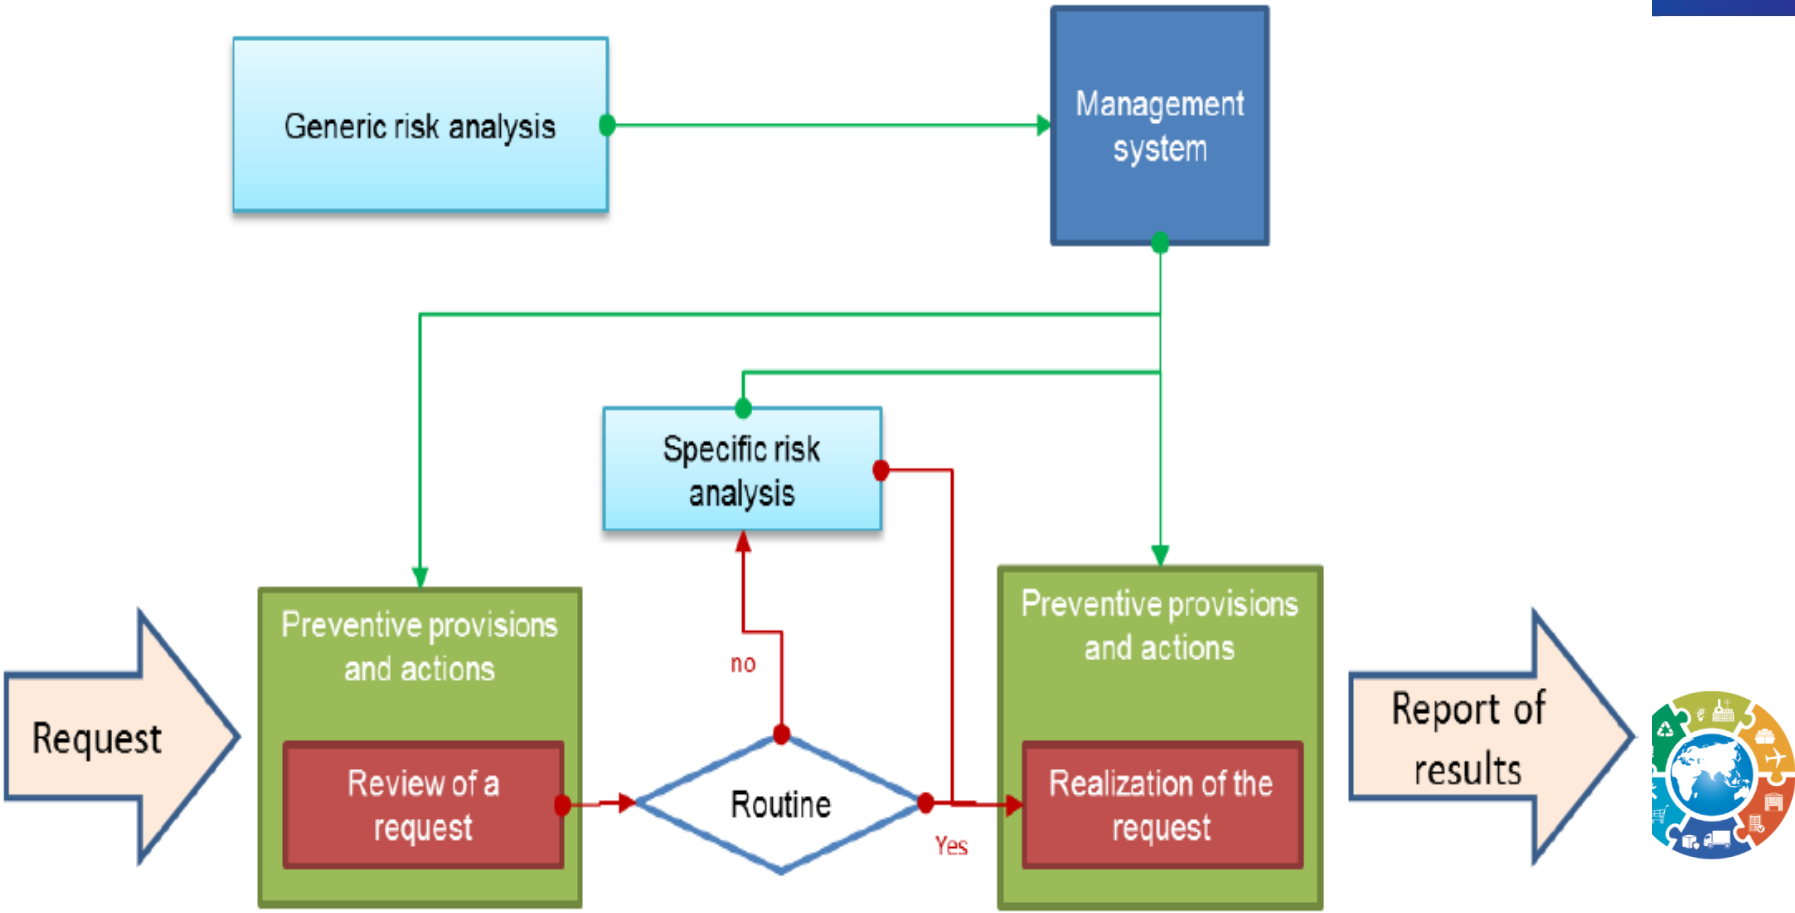 Generic risk analysis
Management
system
Specific risk
analysis
Preventive provisions
and actions
Preventive provisions
and actions
no
Request
Review of a
request
Routine
Yes
Realization of the
request
Report of
results